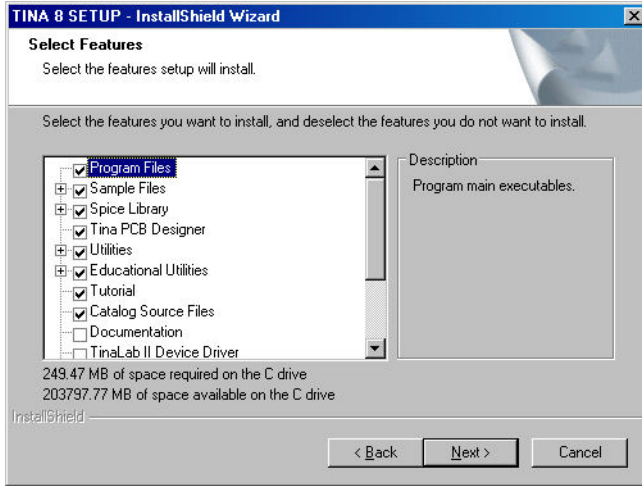 TINA 8 SETUP - InstallShield Wizard
Select Features
Select the features setup will install.
Select the features you want to install, and deselect the features you do not want to install.
Program Files
Sample Files
Spice Library
Tina PCB Designer
Utilities
Educational Utilities
Tutorial
Catalog Source Files
Documentation
TinaLab II Device Driver
Description
Program main executables.
249.47 MB of space required on the C drive
203797.77 MB of space available on the C drive
InstallShield
< Back
Next >
Cancel